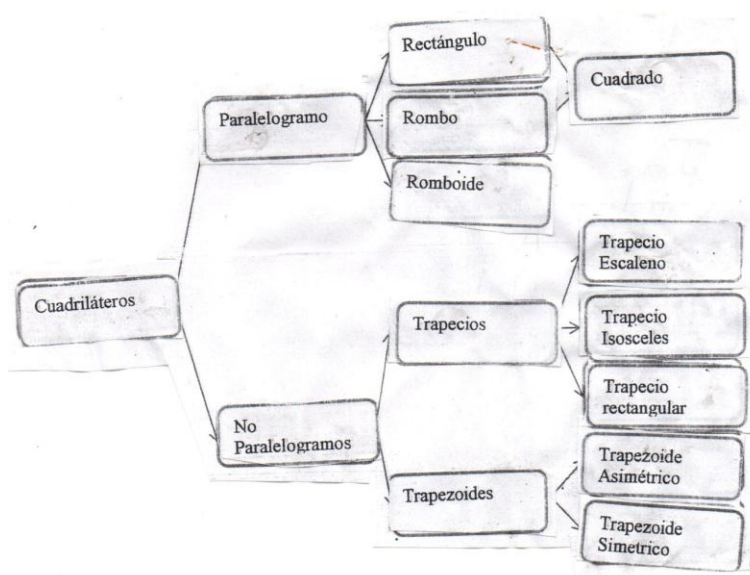 Rectángulo
Cuadrado
Paralelogramo
Rombo
Romboide
Trapecio
Escaleno
Cuadriláteros
Trapecios
Trapecio
Isosceles
Trapecio
rectangular
No
Paralelogramos
Trapezoide
Asimétrico
Trapezoides
Trapezoide
Simetrico